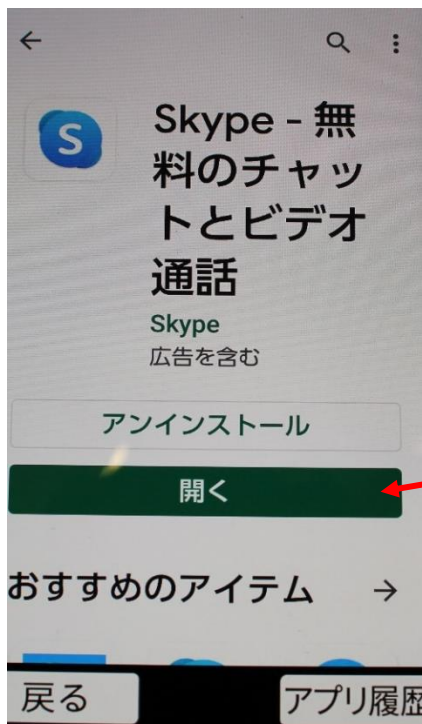 S
Skype - 無
料のチャッ
トとビデオ
通話
Skype
広告を含む
アンインストール
開く
おすすめのアイテム
戻る
アプリ履歴